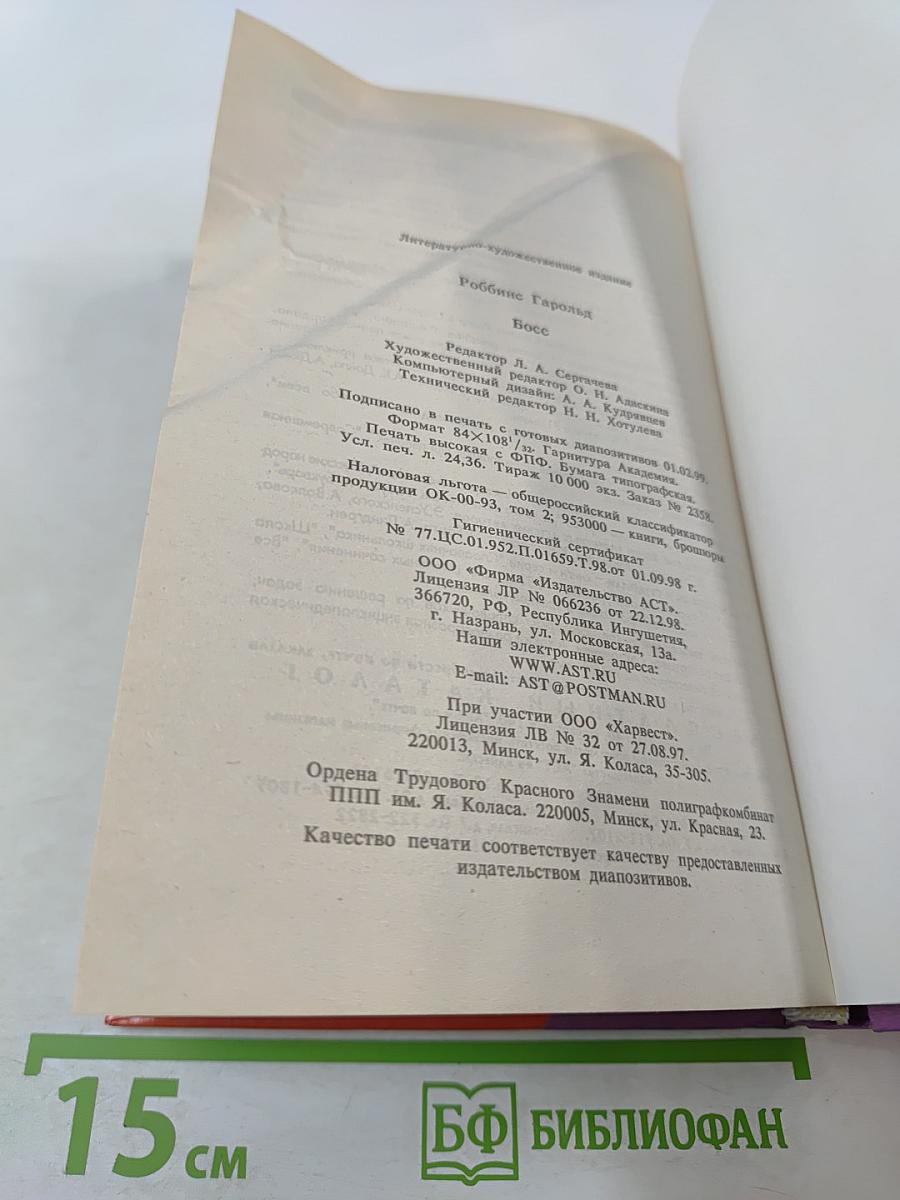 Литературно-художественное издание
Роббинс Гарольд
Босс
Редактор Л. А. Сергачева
Художественный редактор О. Н. Адаскина
Компьютерный дизайн: А. А. Кудрявцев
Технический редактор Н. Н. Хотулева
Подписано в печать с готовых диапозитивов 01.02.99.
Формат 84×108¹/₃₂. Гарнитура Академия.
Печать высокая с ФПФ. Бумага типографская.
Усл. печ. л. 24,36. Тираж 10 000 экз. Заказ № 2358.
Налоговая льгота — общероссийский классификатор
продукции ОК-00-93, том 2; 953000 — книги, брошюры
Гигиенический сертификат
№ 77.ЦС.01.952.П.01659.Т.98.от 01.09.98 г.
ООО «Фирма «Издательство АСТ».
Лицензия ЛР № 066236 от 22.12.98.
366720, РФ, Республика Ингушетия,
г. Назрань, ул. Московская, 13а.
Наши электронные адреса:
WWW.AST.RU
E-mail: AST@POSTMAN.RU
При участии ООО «Харвест».
Лицензия ЛВ № 32 от 27.08.97.
220013, Минск, ул. Я. Коласа, 35-305.
Ордена Трудового Красного Знамени полиграфкомбинат
ППП им. Я. Коласа. 220005, Минск, ул. Красная, 23.
Качество печати соответствует качеству предоставленных
издательством диапозитивов.
15 см
БФ БИБЛИОФАН